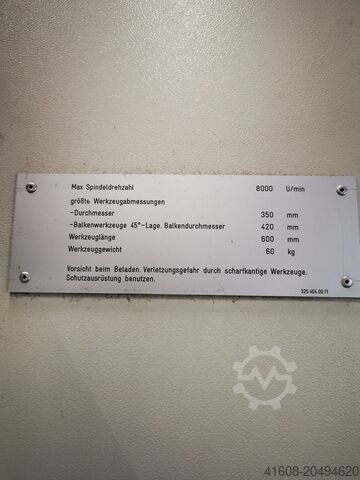 Max Spindeldrehzahl 8000 U/min
größte Werkzeugabmessungen
-Durchmesser 350 mm
-Balkenwerkzeuge 45°-Lage. Balkendurchmesser 420 mm
Werkzeuglänge 600 mm
Werkzeuggewicht 60 kg
Vorsicht beim Beladen. Verletzungsgefahr durch scharfkantige Werkzeuge.
Schutzausrüstung benutzen.
325.404.00.11
41608-20494620